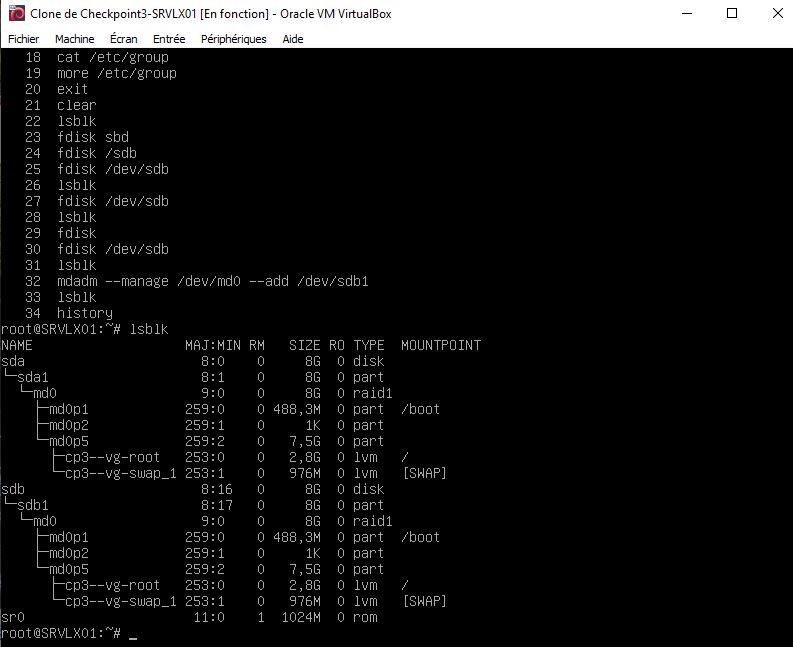 Clone de Checkpoint3-SRVLX01 [En fonction] - Oracle VM VirtualBox
Fichier Machine Écran Entrée Périphériques Aide
18 cat /etc/group
19 more /etc/group
20 exit
21 clear
22 lsblk
23 fdisk sbd
24 fdisk /sdb
25 fdisk /dev/sdb
26 lsblk
27 fdisk /dev/sdb
28 lsblk
29 fdisk
30 fdisk /dev/sdb
31 lsblk
32 mdadm --manage /dev/md0 --add /dev/sdb1
33 lsblk
34 history
root@SRVLX01:~# lsblk
NAME MAJ:MIN RM SIZE RO TYPE MOUNTPOINT
sda 8:0 0 8G 0 disk
└─sda1 8:1 0 8G 0 part
└─md0 9:0 0 8G 0 raid1
├─md0p1 259:0 0 488,3M 0 part /boot
├─md0p2 259:1 0 1K 0 part
└─md0p5 259:2 0 7,5G 0 part
├─cp3--vg-root 253:0 0 2,8G 0 lvm /
└─cp3--vg-swap_1 253:1 0 976M 0 lvm [SWAP]
sdb 8:16 0 8G 0 disk
└─sdb1 8:17 0 8G 0 part
└─md0 9:0 0 8G 0 raid1
├─md0p1 259:0 0 488,3M 0 part /boot
├─md0p2 259:1 0 1K 0 part
└─md0p5 259:2 0 7,5G 0 part
├─cp3--vg-root 253:0 0 2,8G 0 lvm /
└─cp3--vg-swap_1 253:1 0 976M 0 lvm [SWAP]
sr0 11:0 1 1024M 0 rom
root@SRVLX01:~# _